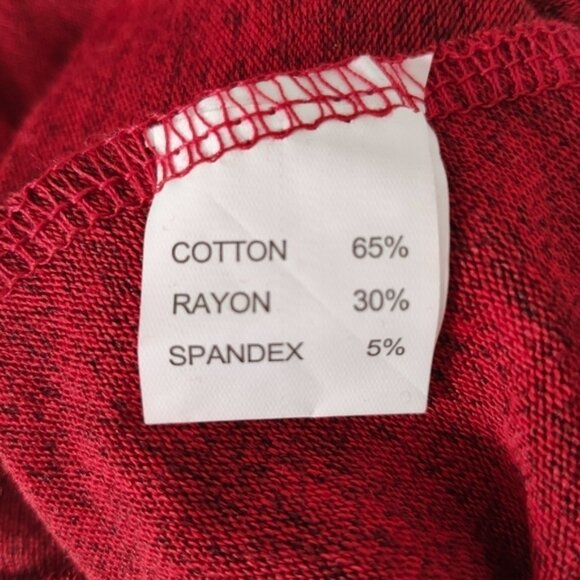 COTTON 65%
RAYON 30%
SPANDEX 5%